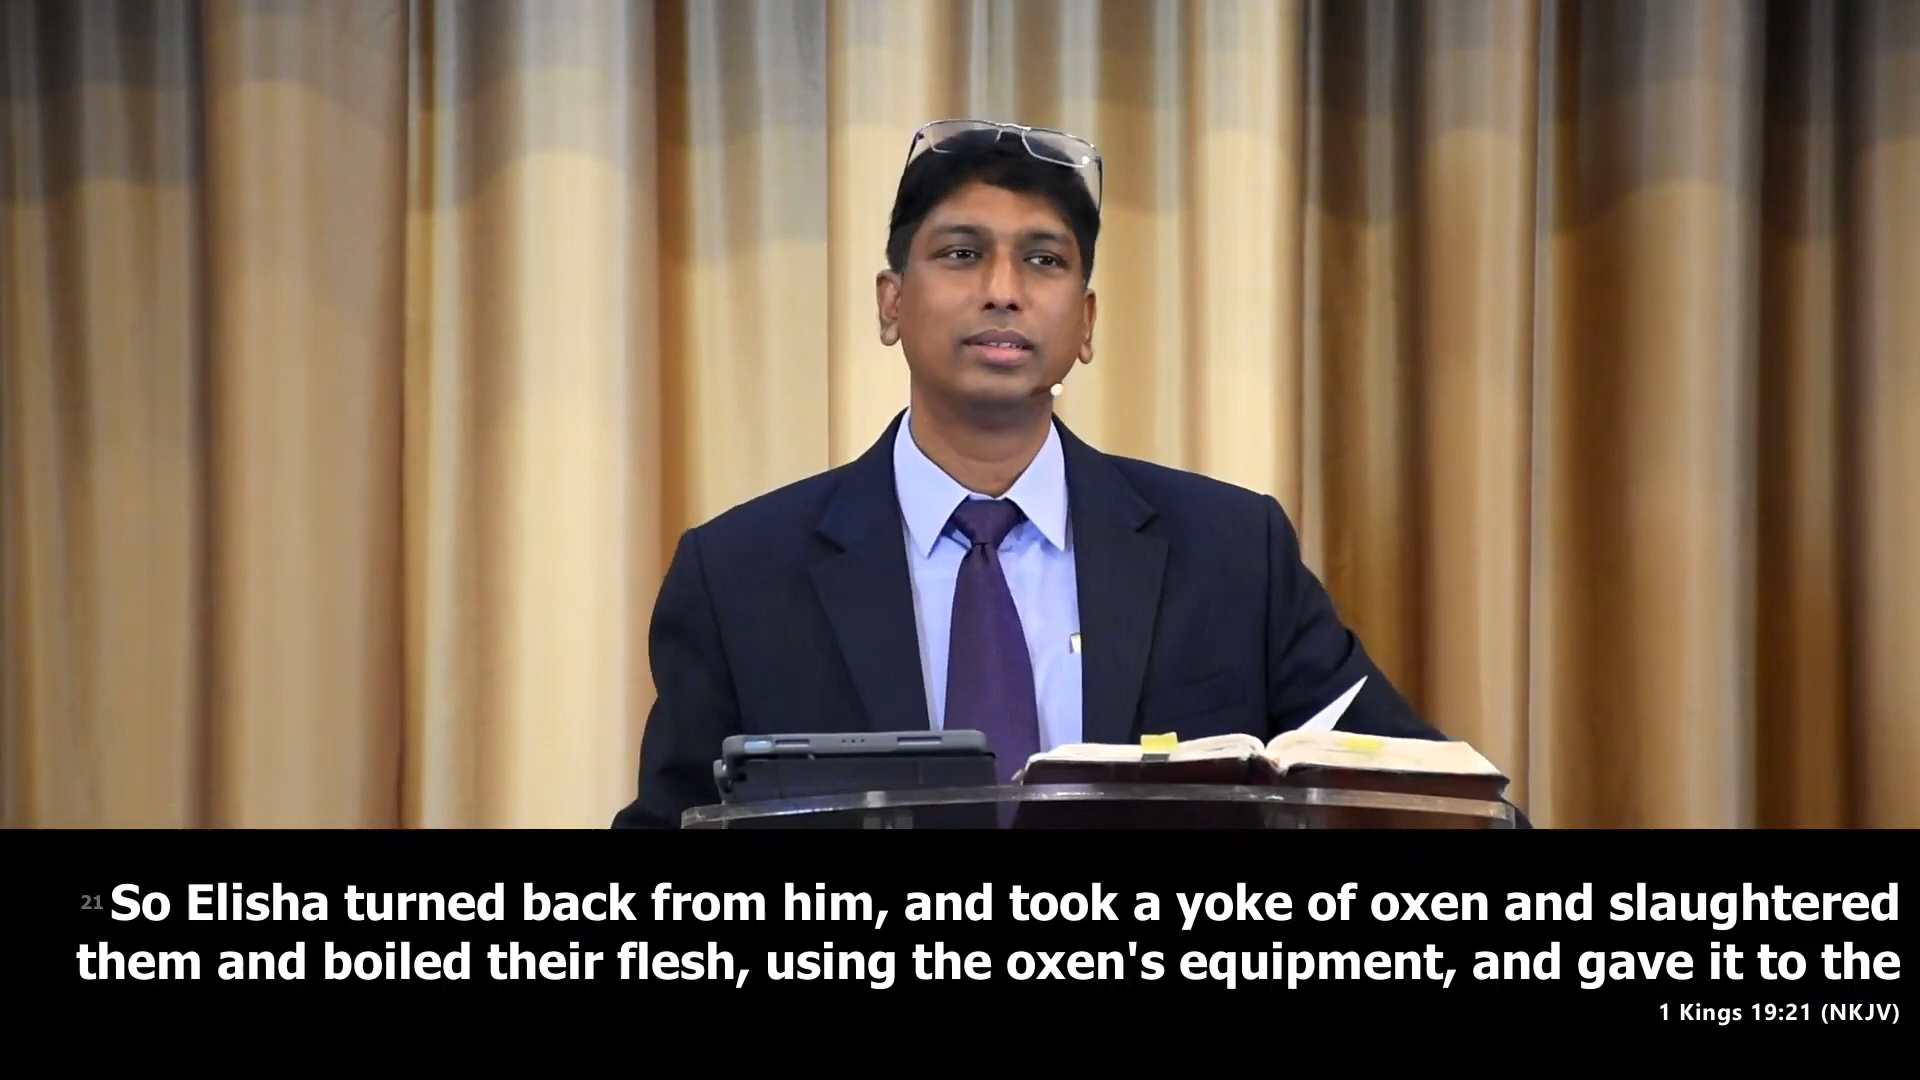 21 So Elisha turned back from him, and took a yoke of oxen and slaughtered
them and boiled their flesh, using the oxen's equipment, and gave it to the
1 Kings 19:21 (NKJV)